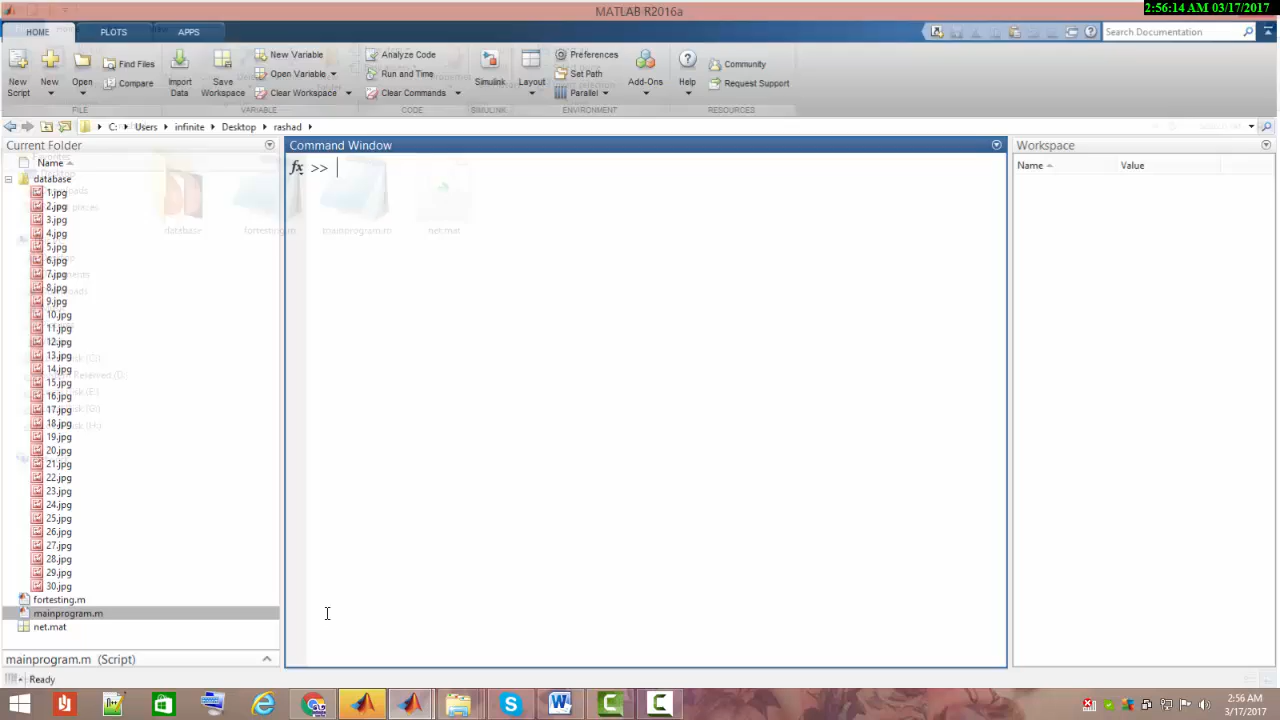 MATLAB R2016a
2:56:14 AM 03/17/2017
HOME PLOTS APPS
Search Documentation
New Script
New
Open
Find Files
Compare
Import Data
Save Workspace
New Variable
Open Variable
Clear Workspace
Analyze Code
Run and Time
Clear Commands
Simulink
Layout
Preferences
Set Path
Parallel
Add-Ons
Help
Community
Request Support
FILE VARIABLE CODE SIMULINK ENVIRONMENT RESOURCES
C: Users infinite Desktop rashad
Current Folder
Name
database
1.jpg
2.jpg
3.jpg
4.jpg
5.jpg
6.jpg
7.jpg
8.jpg
9.jpg
10.jpg
11.jpg
12.jpg
13.jpg
14.jpg
15.jpg
16.jpg
17.jpg
18.jpg
19.jpg
20.jpg
21.jpg
22.jpg
23.jpg
24.jpg
25.jpg
26.jpg
27.jpg
28.jpg
29.jpg
30.jpg
fortesting.m
mainprogram.m
net.mat
mainprogram.m (Script)
Command Window
fx >>
database fortesting.m mainprogram.m net.mat
Workspace
Name Value
Ready
2:56 AM
3/17/2017